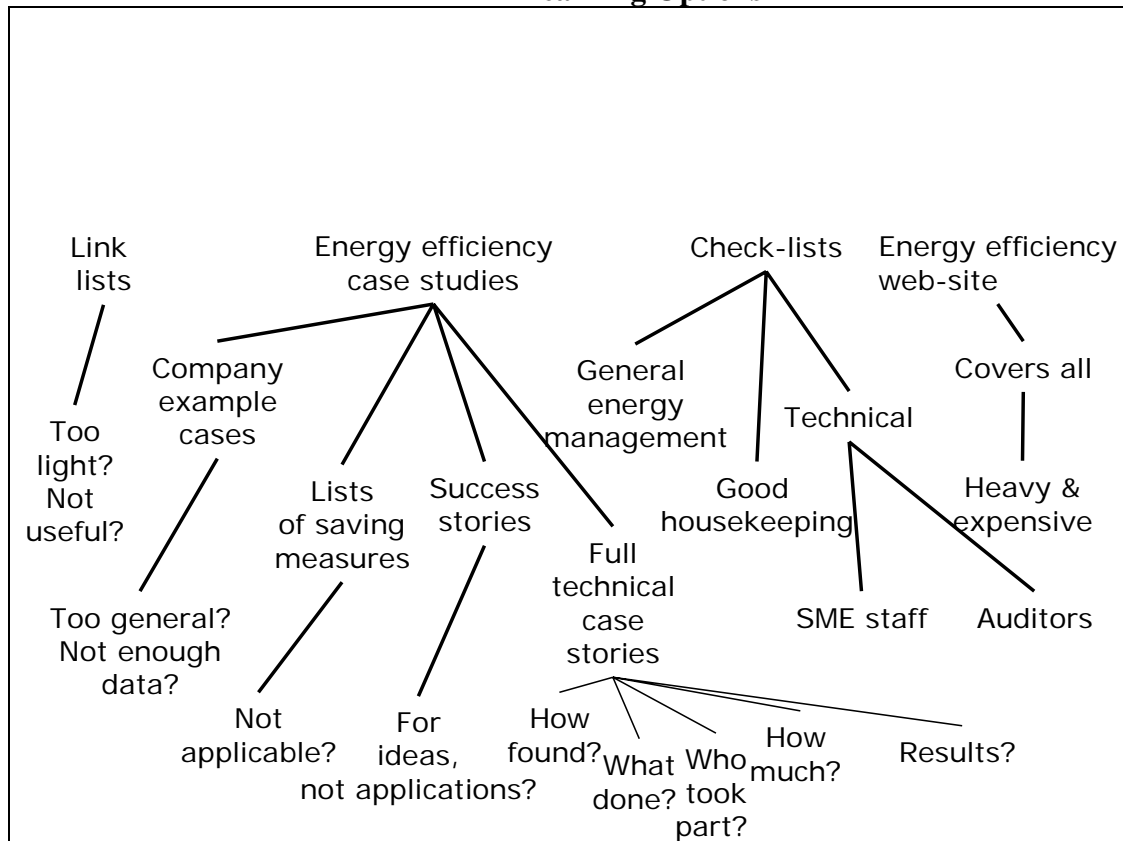 Link
lists
Energy efficiency
case studies
Check-lists
Energy efficiency
web-site
Company
example
cases
General
energy
management
Covers all
Technical
Too
light?
Not
useful?
Lists
of saving
measures
Success
stories
Good
housekeeping
Heavy &
expensive
Full
technical
case
stories
Too general?
Not enough
data?
SME staff
Auditors
Not
applicable?
For
ideas,
not applications?
How
found?
What
done?
Who
took
part?
How
much?
Results?